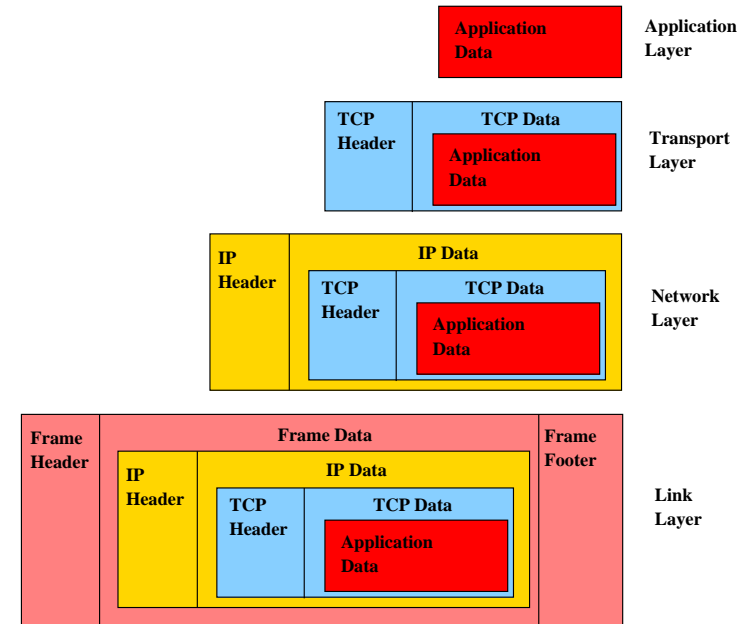 Application
Data
Application
Layer
TCP
Header
TCP Data
Application
Data
Transport
Layer
IP
Header
IP Data
TCP
Header
TCP Data
Application
Data
Network
Layer
Frame
Header
Frame Data
IP
Header
IP Data
TCP
Header
TCP Data
Application
Data
Frame
Footer
Link
Layer